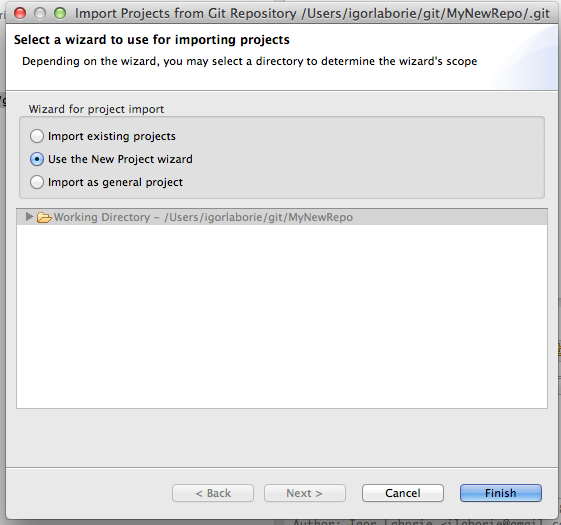 Import Projects from Git Repository /Users/igorlaborie/git/MyNewRepo/.git
Select a wizard to use for importing projects
Depending on the wizard, you may select a directory to determine the wizard's scope
Wizard for project import
Import existing projects
Use the New Project wizard
Import as general project
Working Directory - /Users/igorlaborie/git/MyNewRepo
< Back
Next >
Cancel
Finish
Author: Igor Laborie <ilaborie@gmail.c